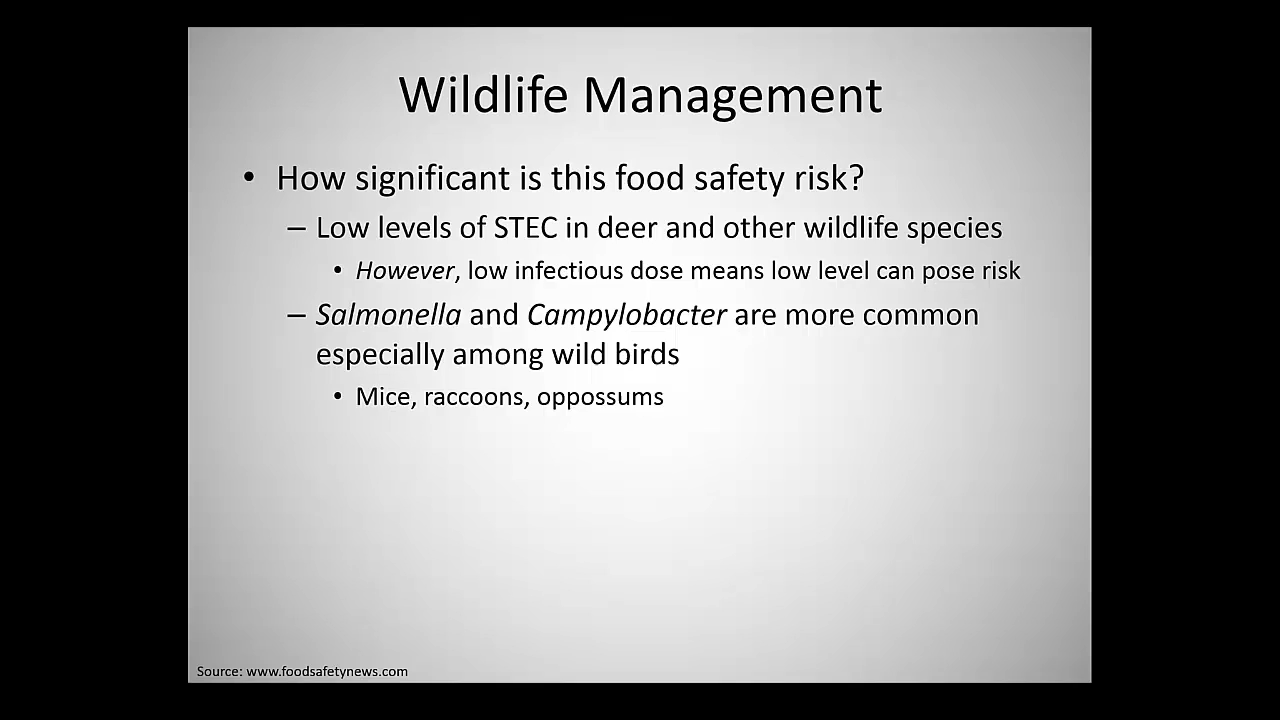 Wildlife Management
• How significant is this food safety risk?
– Low levels of STEC in deer and other wildlife species
• However, low infectious dose means low level can pose risk
– Salmonella and Campylobacter are more common
especially among wild birds
• Mice, raccoons, oppossums
Source: www.foodsafetynews.com